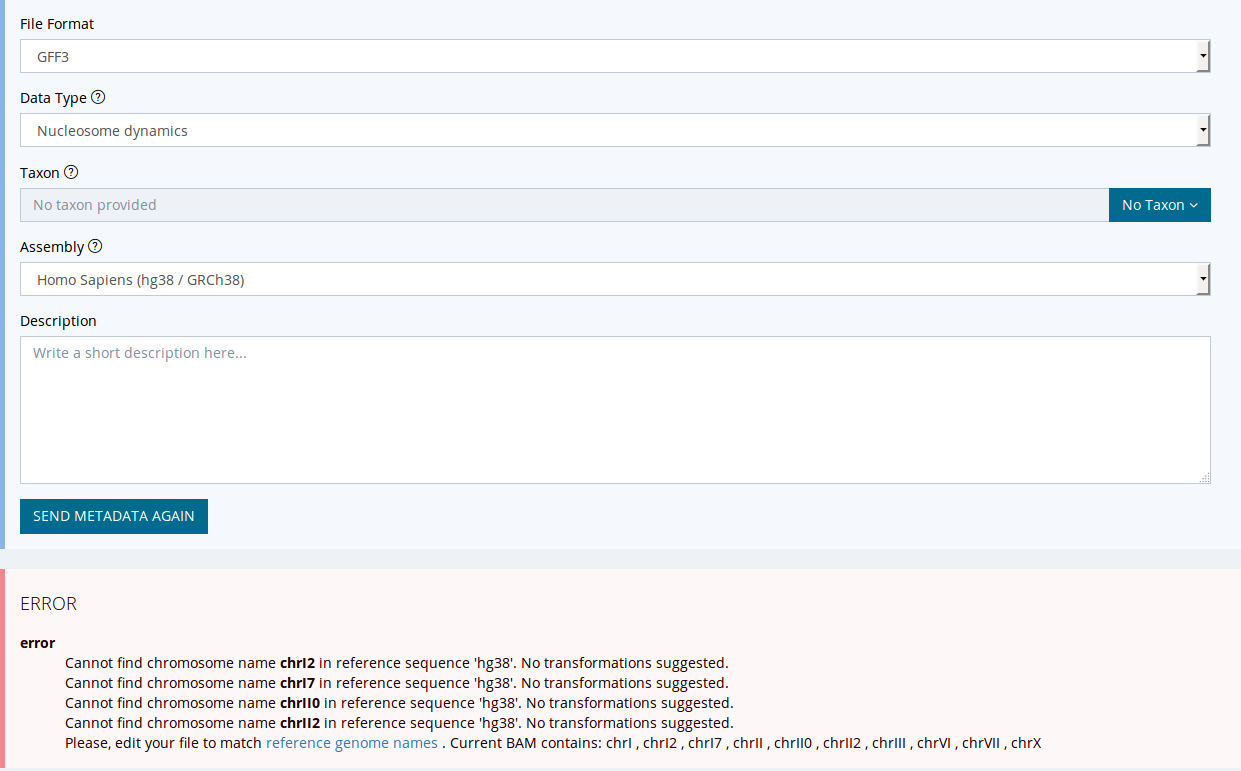 File Format
GFF3
Data Type ?
Nucleosome dynamics
Taxon ?
No taxon provided
No Taxon
Assembly ?
Homo Sapiens (hg38 / GRCh38)
Description
Write a short description here...
SEND METADATA AGAIN
ERROR
error
Cannot find chromosome name chrI2 in reference sequence 'hg38'. No transformations suggested.
Cannot find chromosome name chrI7 in reference sequence 'hg38'. No transformations suggested.
Cannot find chromosome name chrII0 in reference sequence 'hg38'. No transformations suggested.
Cannot find chromosome name chrII2 in reference sequence 'hg38'. No transformations suggested.
Please, edit your file to match reference genome names . Current BAM contains: chrI , chrI2 , chrI7 , chrII , chrII0 , chrII2 , chrIII , chrVI , chrVII , chrX